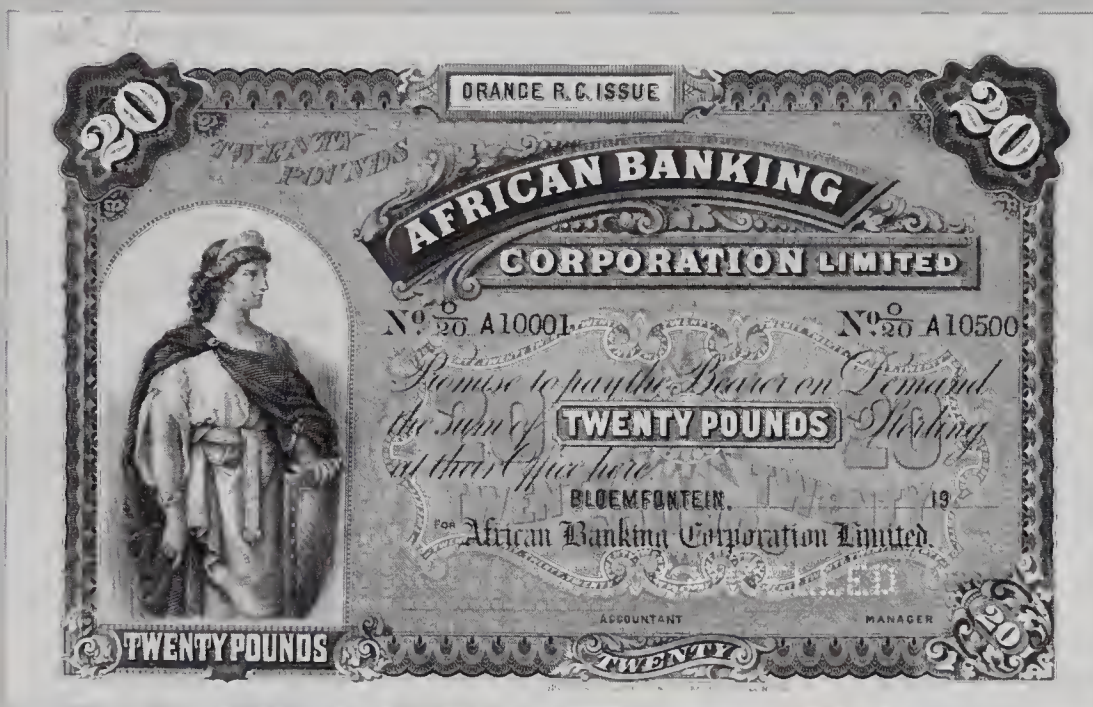 ORANGE R. C. ISSUE
20
20
TWENTY
POUNDS
AFRICAN BANKING
CORPORATION LIMITED
No O/20 A10001 No O/20 A10500
Promise to pay the Bearer on Demand
the Sum of TWENTY POUNDS Sterling
at their Office here
BLOEMFONTEIN. 19
FOR African Banking Corporation Limited.
ACCOUNTANT MANAGER
TWENTY POUNDS
TWENTY
20